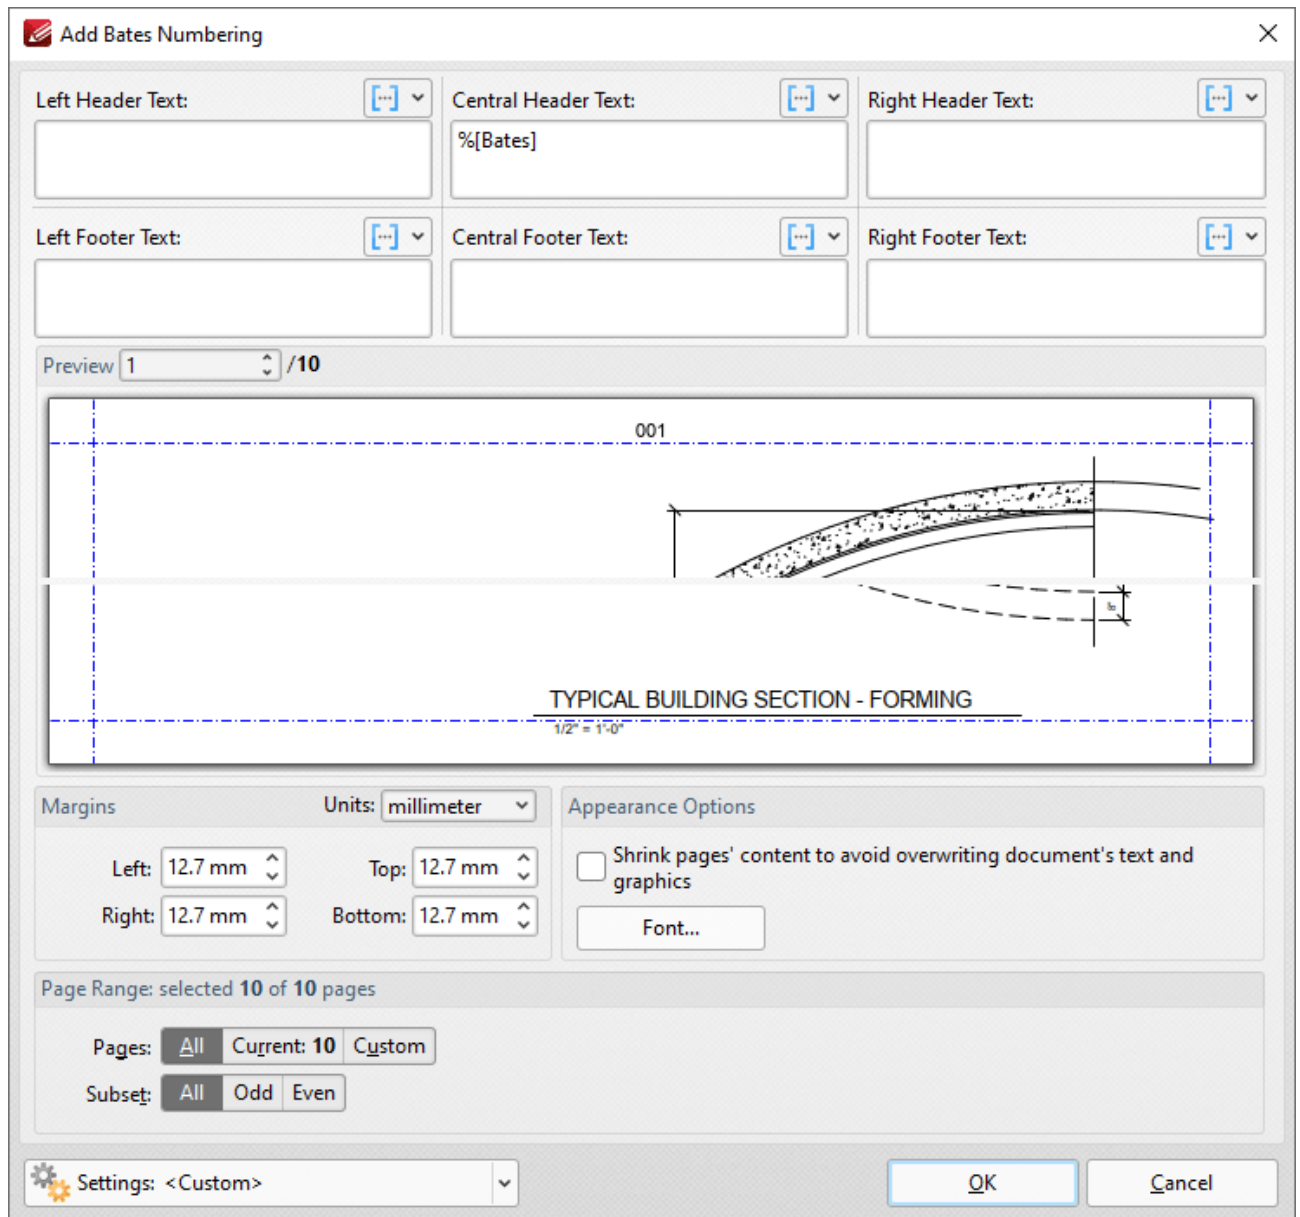 Add Bates Numbering
Left Header Text:
Central Header Text:
Right Header Text:
%[Bates]
Left Footer Text:
Central Footer Text:
Right Footer Text:
Preview 1 /10
001
8"
TYPICAL BUILDING SECTION - FORMING
1/2" = 1'-0"
Margins
Units: millimeter
Left: 12.7 mm
Top: 12.7 mm
Right: 12.7 mm
Bottom: 12.7 mm
Appearance Options
Shrink pages' content to avoid overwriting document's text and
graphics
Font...
Page Range: selected 10 of 10 pages
Pages: All Current: 10 Custom
Subset: All Odd Even
Settings: <Custom>
OK
Cancel